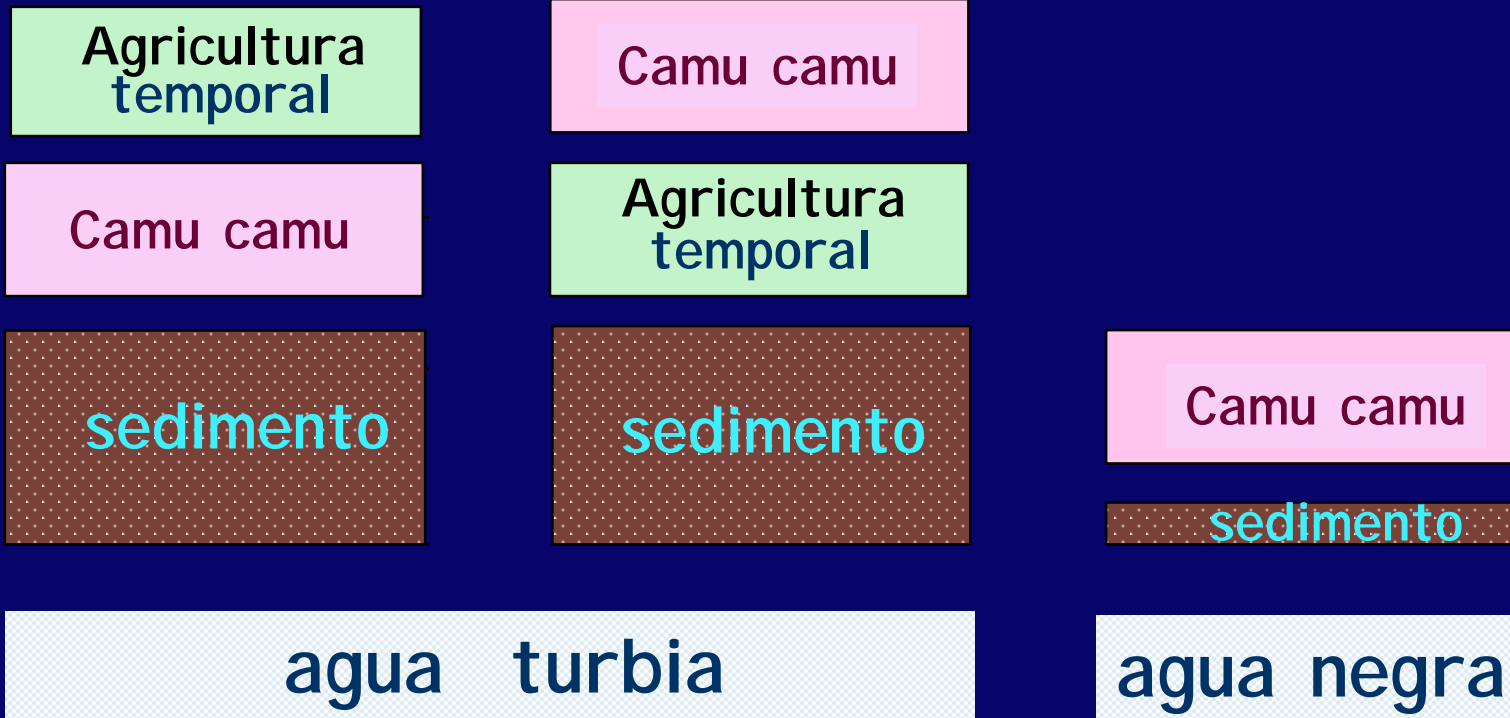 Agricultura
temporal
Camu camu
sedimento
Camu camu
Agricultura
temporal
sedimento
agua turbia
Camu camu
sedimento
agua negra